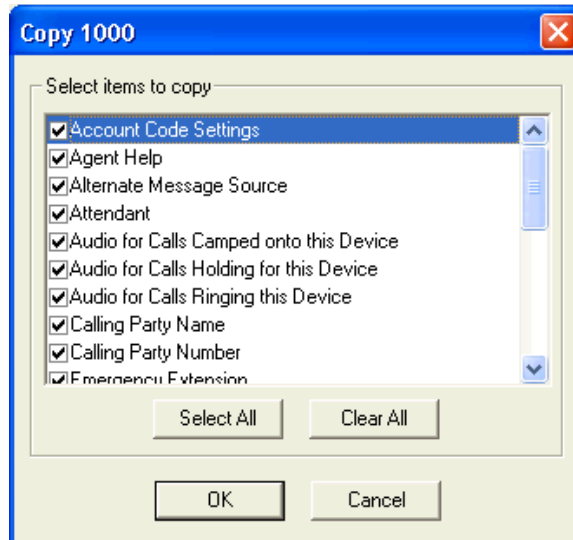 Copy 1000
Select items to copy
Account Code Settings
Agent Help
Alternate Message Source
Attendant
Audio for Calls Camped onto this Device
Audio for Calls Holding for this Device
Audio for Calls Ringing this Device
Calling Party Name
Calling Party Number
Emergency Extension
Select All Clear All
OK Cancel